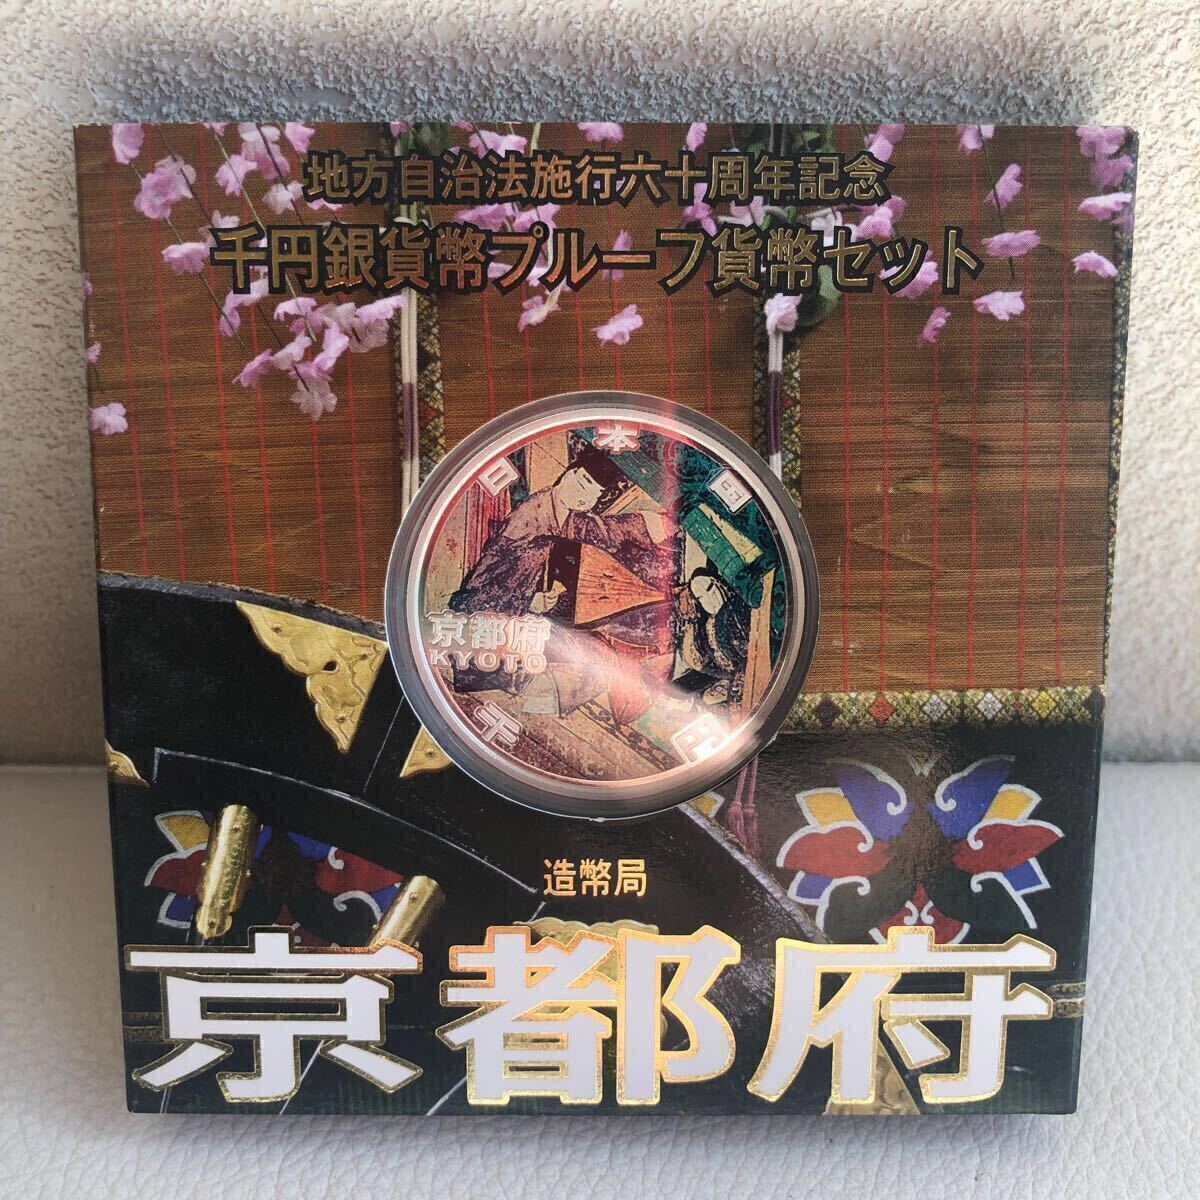 地方自治法施行六十周年記念
千円銀貨幣プルーフ貨幣セット
日本国
京都府
KYOTO
千円
造幣局
京都府